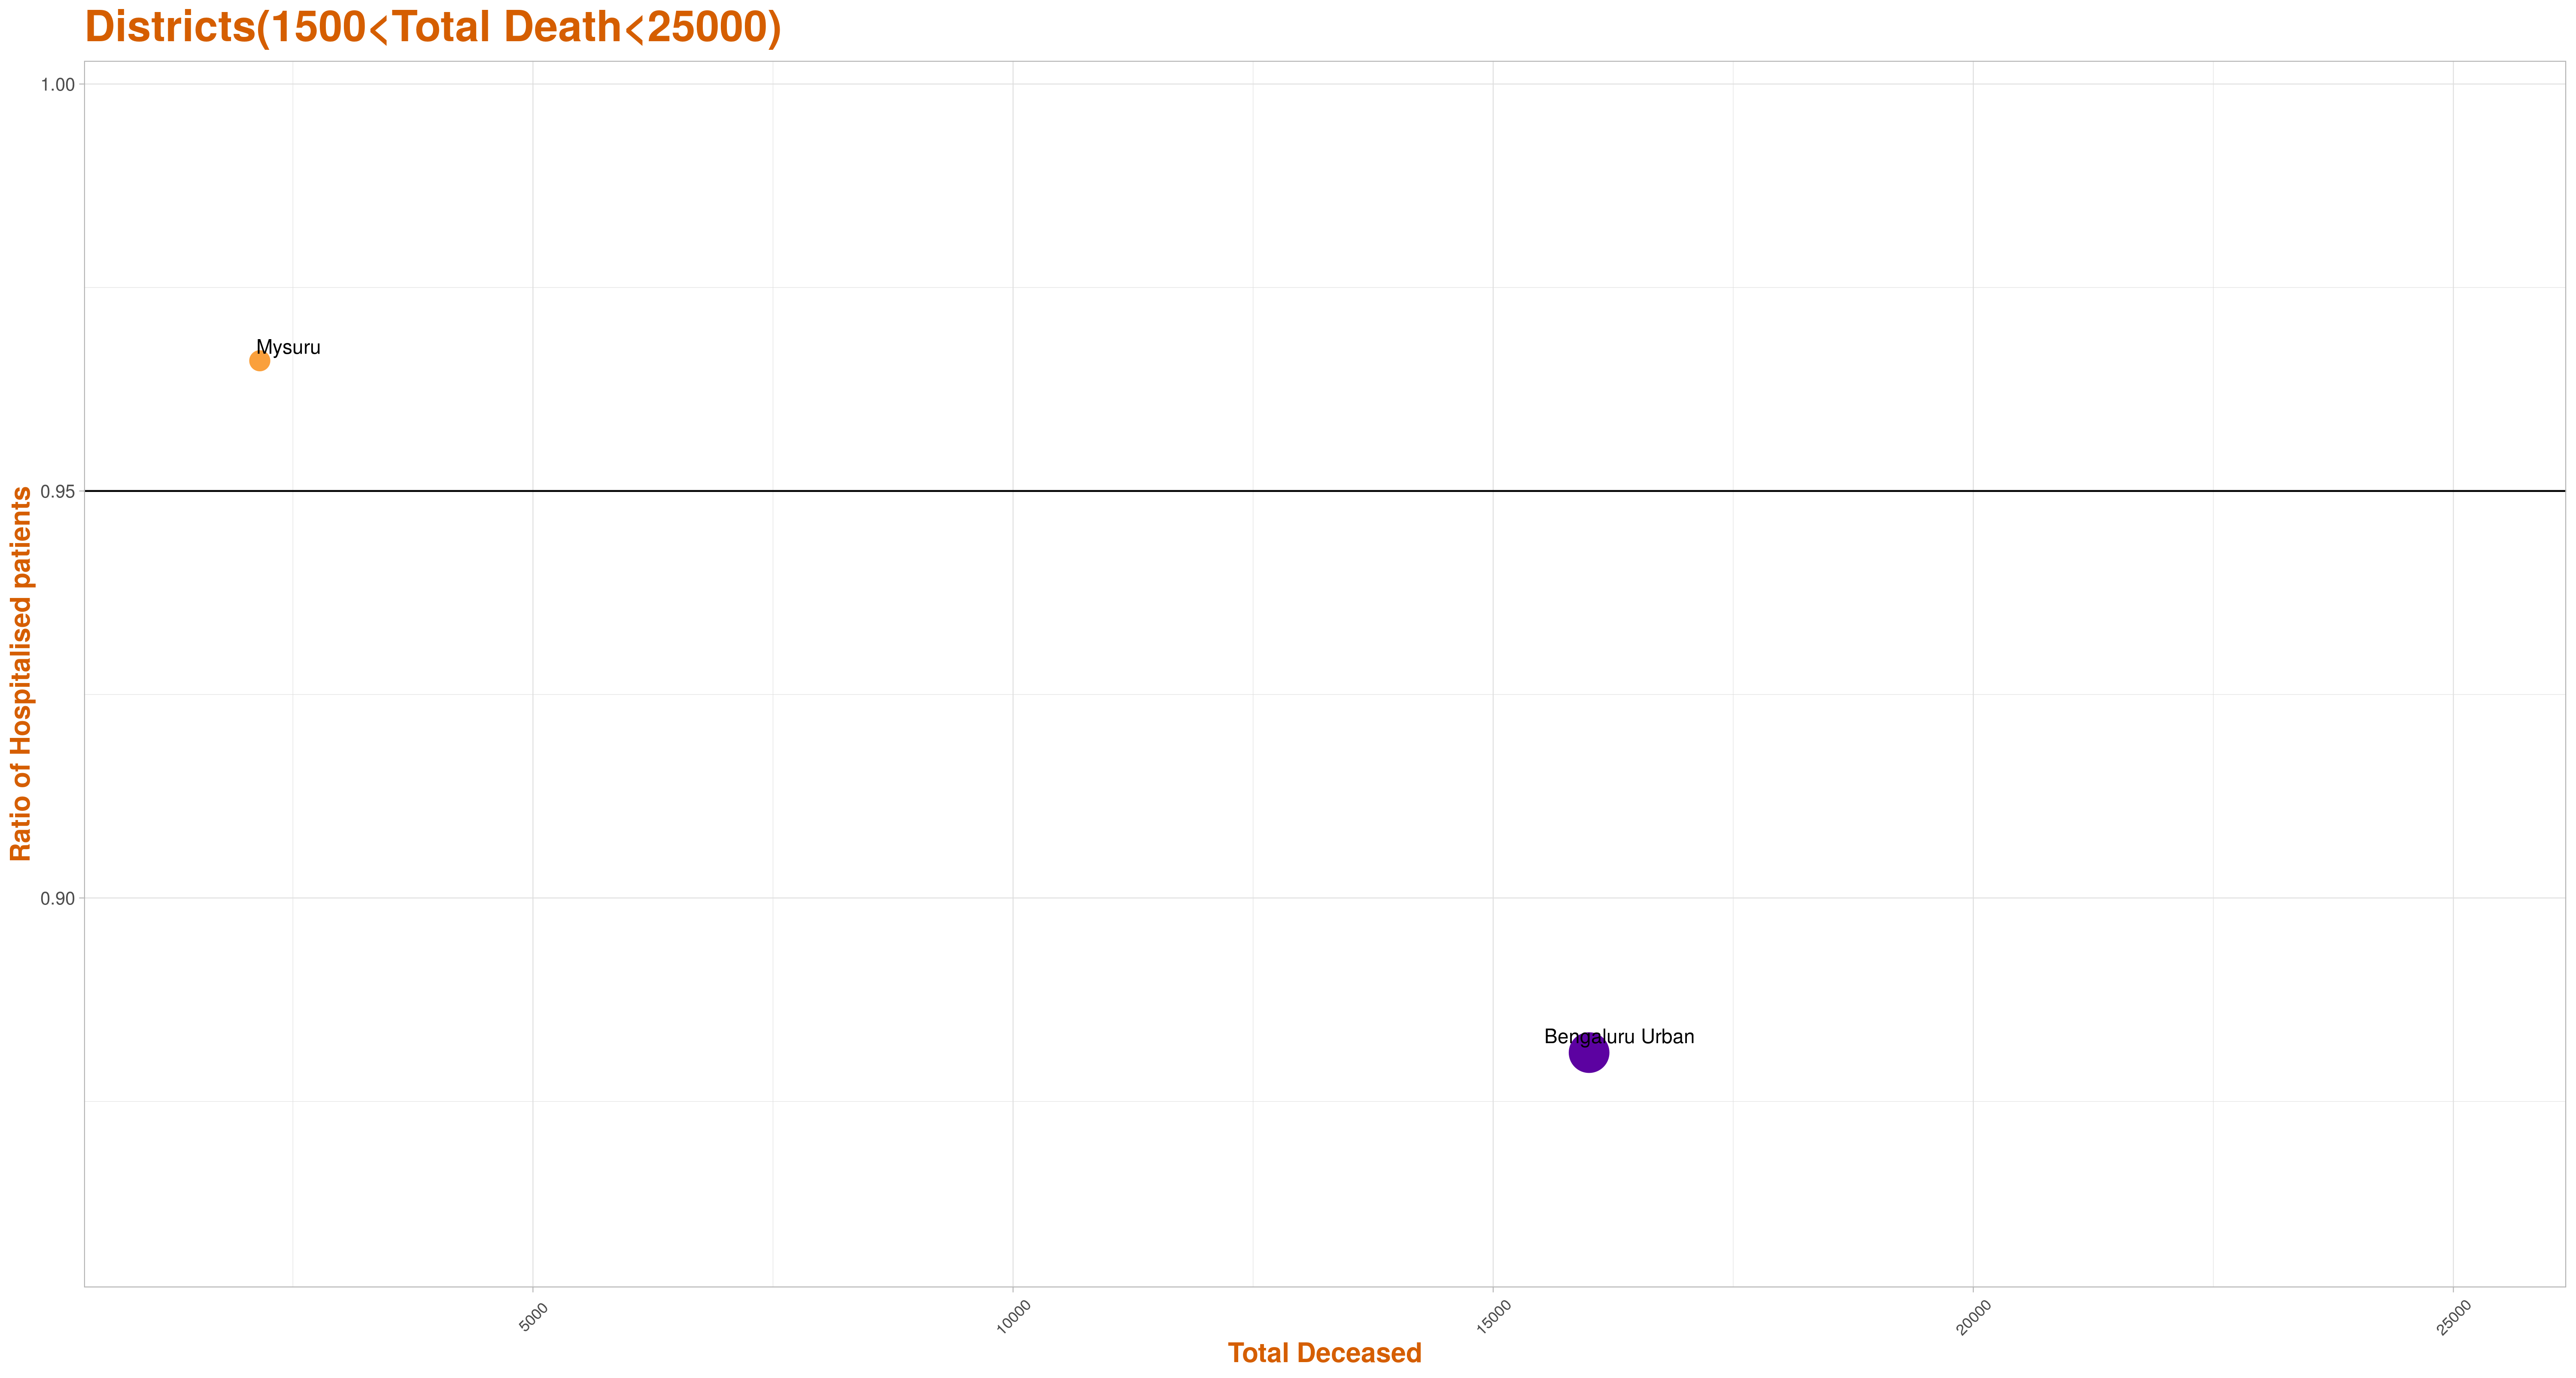 Districts(1500<Total Death<25000)
1.00
Mysuru
0.95
Ratio of Hospitalised patients
0.90
Bengaluru Urban
5000
10000
15000
20000
25000
Total Deceased